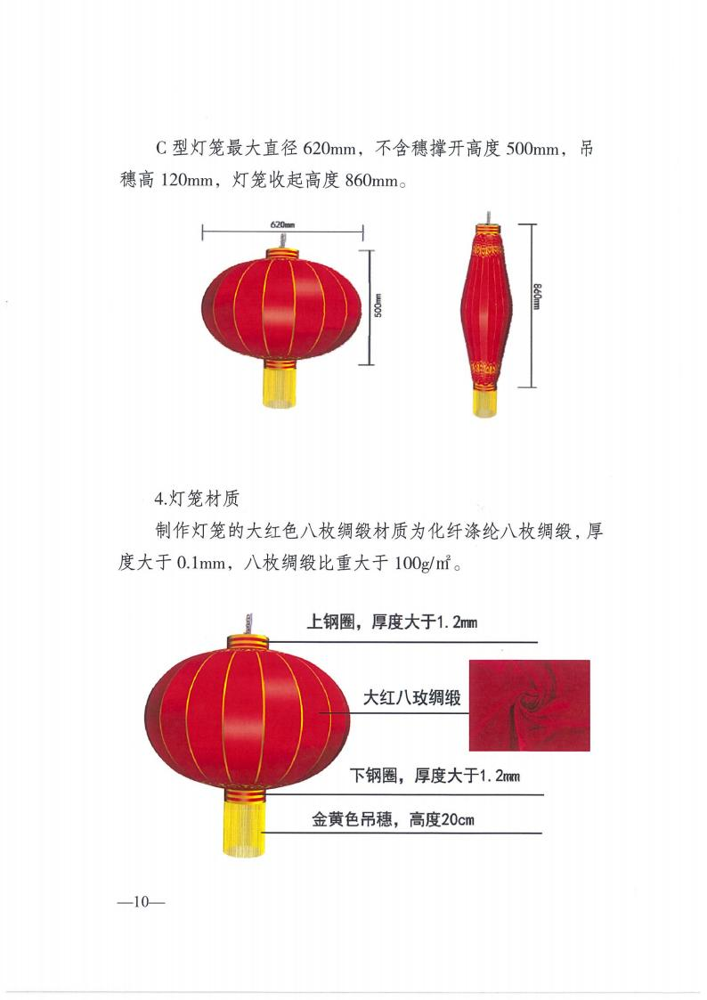 C 型灯笼最大直径 620mm，不含穗撑开高度 500mm，吊
穗高 120mm，灯笼收起高度 860mm。
620mm
500mm
860mm
4.灯笼材质
制作灯笼的大红色八枚绸缎材质为化纤涤纶八枚绸缎，厚
度大于 0.1mm，八枚绸缎比重大于 100g/㎡。
上钢圈，厚度大于1.2mm
大红八玫绸缎
下钢圈，厚度大于1.2mm
金黄色吊穗，高度20cm
—10—